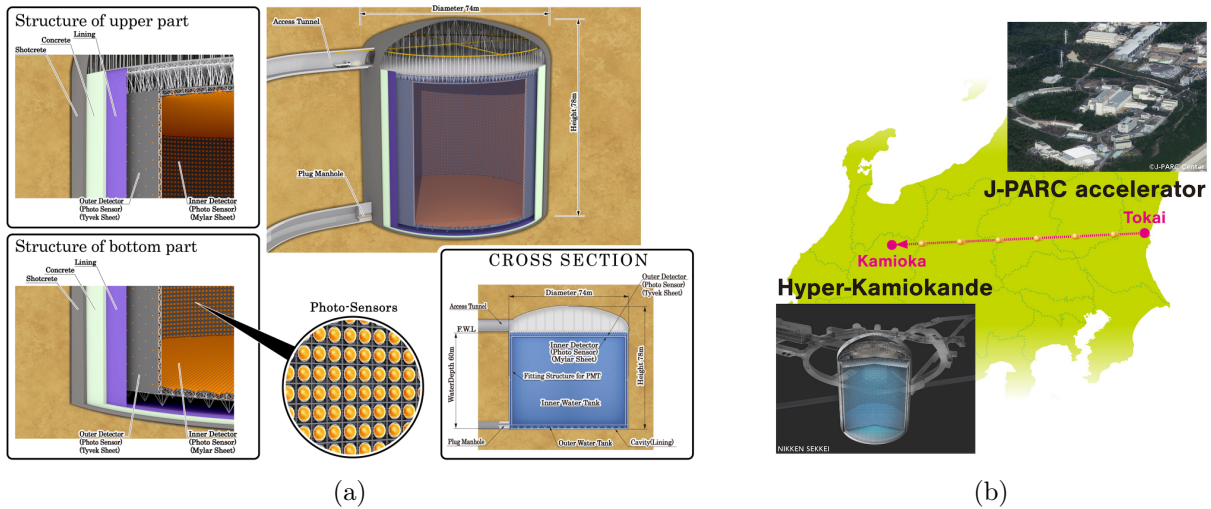 Structure of upper part
Lining
Concrete
Shotcrete
Outer Detector
(Photo Sensor)
(Tyvek Sheet)
Inner Detector
(Photo Sensor)
(Mylar Sheet)
Structure of bottom part
Lining
Concrete
Shotcrete
Outer Detector
(Photo Sensor)
(Tyvek Sheet)
Inner Detector
(Photo Sensor)
(Mylar Sheet)
Diameter 74m
Access Tunnel
Height 78m
Plug Manhole
Photo-Sensors
CROSS SECTION
Outer Detector
(Photo Sensor)
(Tyvek Sheet)
Diameter 74m
Access Tunnel
F.W.L
Inner Detector
(Photo Sensor)
(Mylar Sheet)
WaterDepth 60m
Height 78m
Fitting Structure for PMT
Inner Water Tank
Plug Manhole
Outer Water Tank
Cavity(Lining)
(a)
©J-PARC Center
J-PARC accelerator
Tokai
Kamioka
Hyper-Kamiokande
NIKKEN SEKKEI
(b)